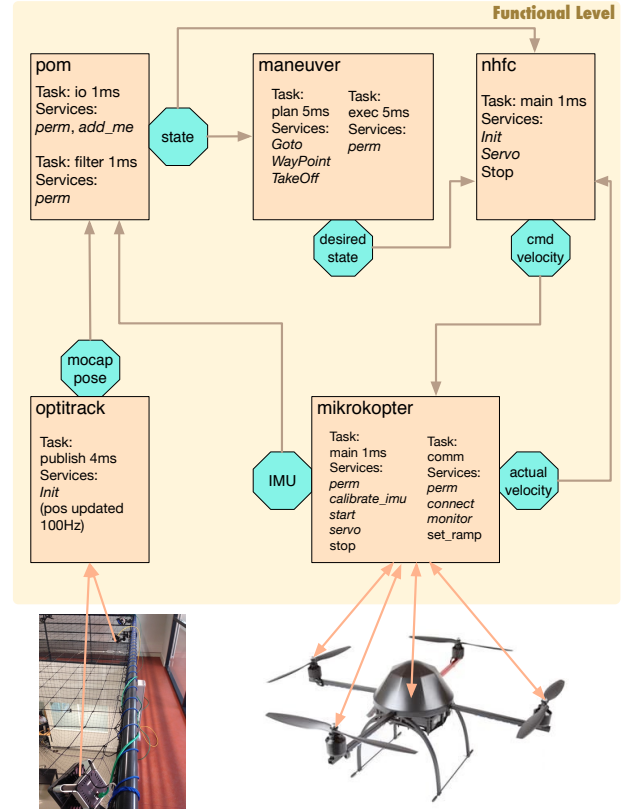 Functional Level
pom
Task: io 1ms
Services:
perm, add_me
Task: filter 1ms
Services:
perm
state
maneuver
Task:
plan 5ms
Services:
Goto
WayPoint
TakeOff
Task:
exec 5ms
Services:
perm
nhfc
Task: main 1ms
Services:
Init
Servo
Stop
desired
state
cmd
velocity
mocap
pose
optitrack
Task:
publish 4ms
Services:
Init
(pos updated
100Hz)
IMU
mikrokopter
Task:
main 1ms
Services:
perm
calibrate_imu
start
servo
stop
Task:
comm
Services:
perm
connect
monitor
set_ramp
actual
velocity